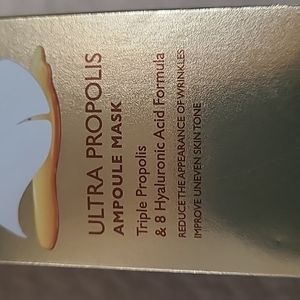 ULTRA PROPOLIS
AMPOULE MASK
Triple Propolis
& 8 Hyaluronic Acid Formula
REDUCE THE APPEARANCE OF WRINKLES
IMPROVE UNEVEN SKIN TONE